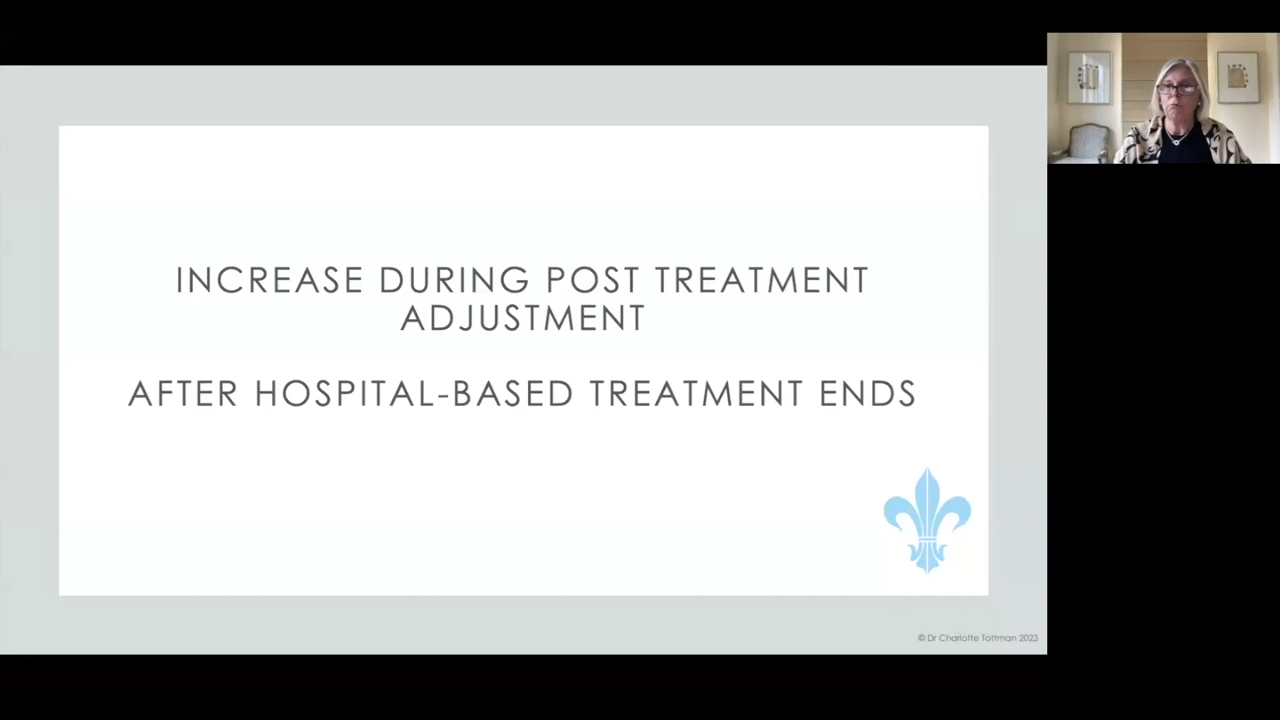 INCREASE DURING POST TREATMENT
ADJUSTMENT
AFTER HOSPITAL-BASED TREATMENT ENDS
© Dr Charlotte Tottman 2023